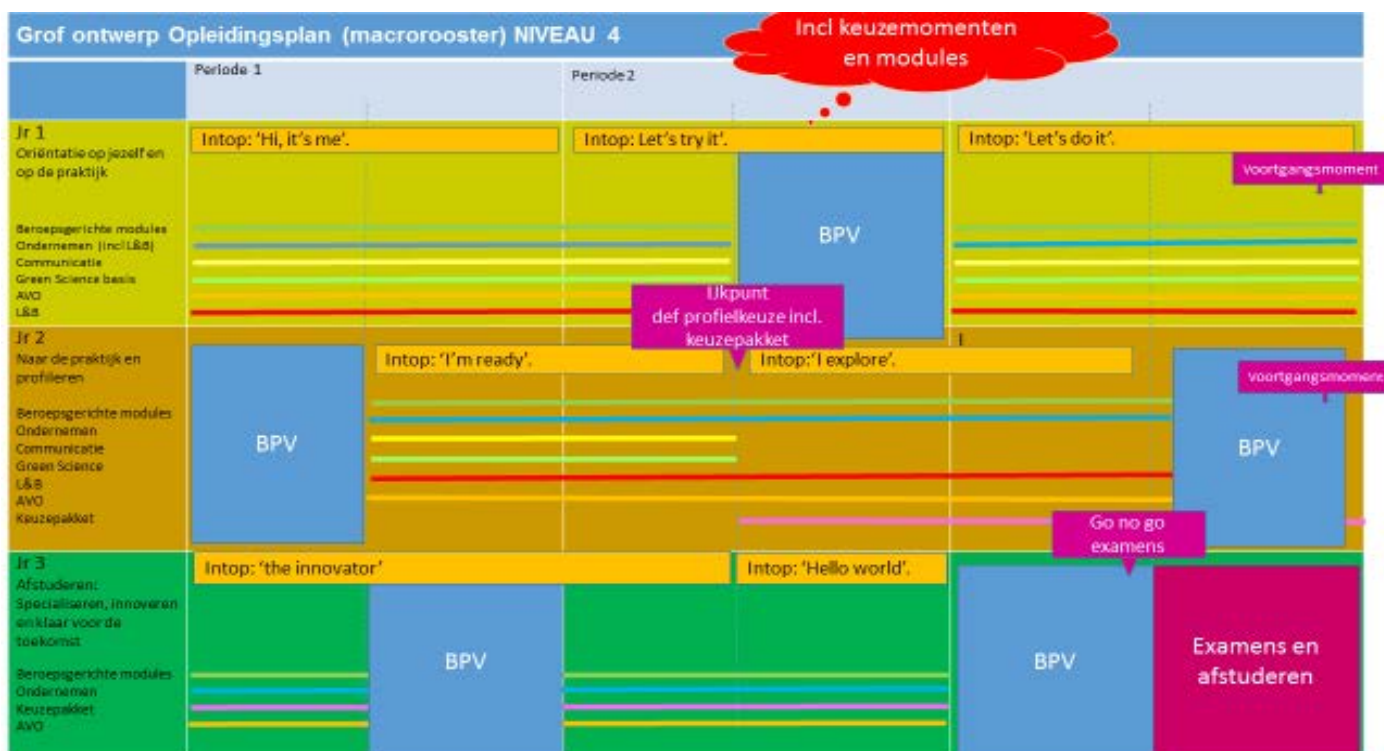 Grof ontwerp Opleidingsplan (macrorooster) NIVEAU 4
Incl keuzemomenten
en modules
Periode 1
Periode 2
Jr 1
Oriëntatie op jezelf en
op de praktijk
Intop: 'Hi, it's me'.
Intop: Let's try it'.
Intop: 'Let's do it'.
Voortgangsmoment
BPV
Beroepsgerichte modules
Ondernemen (incl L&B)
Communicatie
Green Science basis
AVO
L&B
IJkpunt
def profielkeuze incl.
keuzepakket
Jr 2
Naar de praktijk en
profileren
Intop: 'I'm ready'.
Intop:'I explore'.
I
voortgangsmoment
BPV
BPV
Beroepsgerichte modules
Ondernemen
Communicatie
Green Science
L&B
AVO
Keuzepakket
Go no go
examens
Jr 3
Afstuderen:
Specialiseren, innoveren
en klaar voor de
toekomst
Intop: 'the innovator'
Intop: 'Hello world'.
BPV
BPV
Examens en
afstuderen
Beroepsgerichte modules
Ondernemen
Keuzepakket
AVO